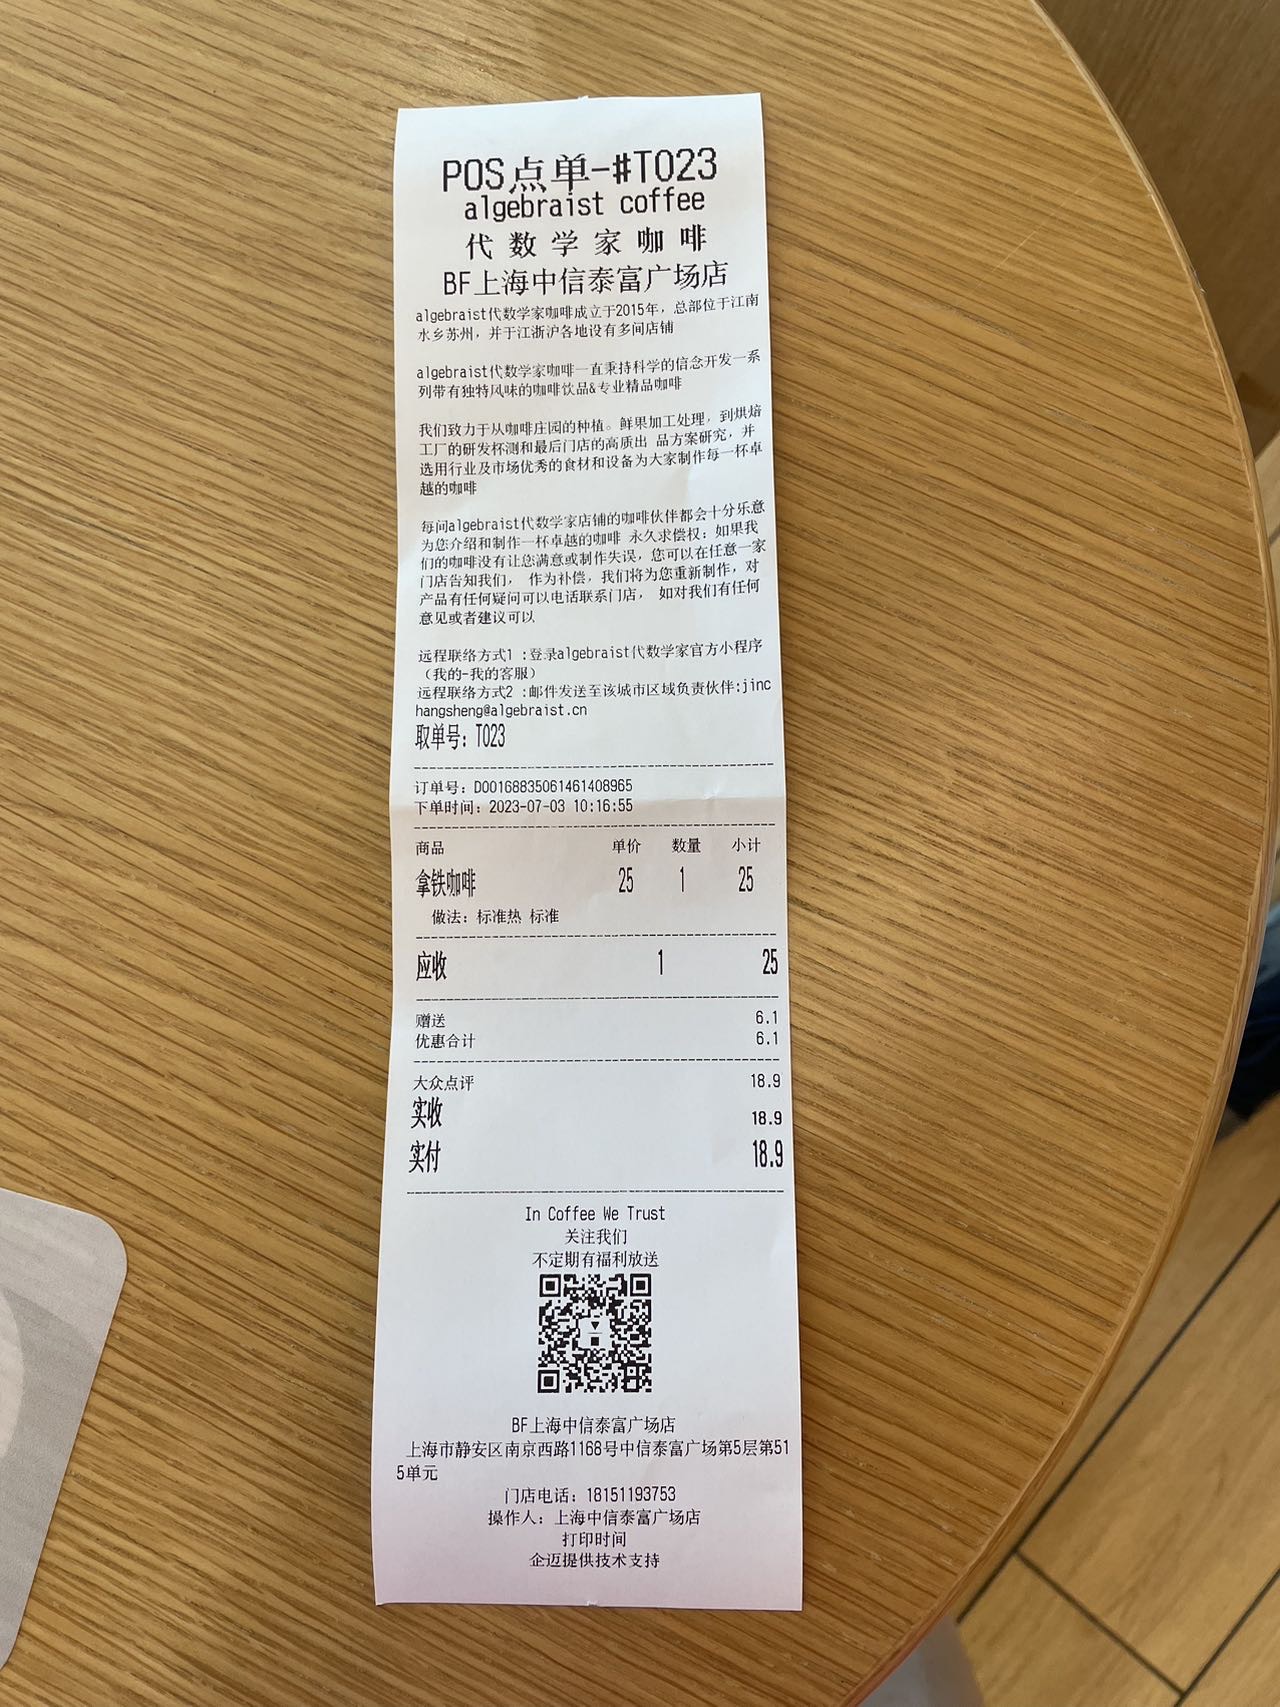 POS点单-#T023
algebraist coffee
代数学家咖啡
BF上海中信泰富广场店
algebraist代数学家咖啡成立于2015年，总部位于江南
水乡苏州，并于江浙沪各地设有多间店铺
algebraist代数学家咖啡一直秉持科学的信念开发一系
列带有独特风味的咖啡饮品&专业精品咖啡
我们致力于从咖啡庄园的种植。鲜果加工处理，到烘焙
工厂的研发杯测和最后门店的高质出 品方案研究，并
选用行业及市场优秀的食材和设备为大家制作每一杯卓
越的咖啡
每问algebraist代数学家店铺的咖啡伙伴都会十分乐意
为您介绍和制作一杯卓越的咖啡 永久求偿权：如果我
们的咖啡没有让您满意或制作失误，您可以在任意一家
门店告知我们， 作为补偿，我们将为您重新制作，对
产品有任何疑问可以电话联系门店， 如对我们有任何
意见或者建议可以
远程联络方式1 :登录algebraist代数学家官方小程序
（我的-我的客服）
远程联络方式2 :邮件发送至该城市区域负责伙伴:jinc
hangsheng@algebraist.cn
取单号：T023
订单号：D00168835061461408965
下单时间：2023-07-03 10:16:55
商品 单价 数量 小计
拿铁咖啡 25 1 25
做法：标准热 标准
应收 1 25
赠送 6.1
优惠合计 6.1
大众点评 18.9
实收 18.9
实付 18.9
In Coffee We Trust
关注我们
不定期有福利放送
BF上海中信泰富广场店
上海市静安区南京西路1168号中信泰富广场第5层第51
5单元
门店电话：18151193753
操作人：上海中信泰富广场店
打印时间
企迈提供技术支持